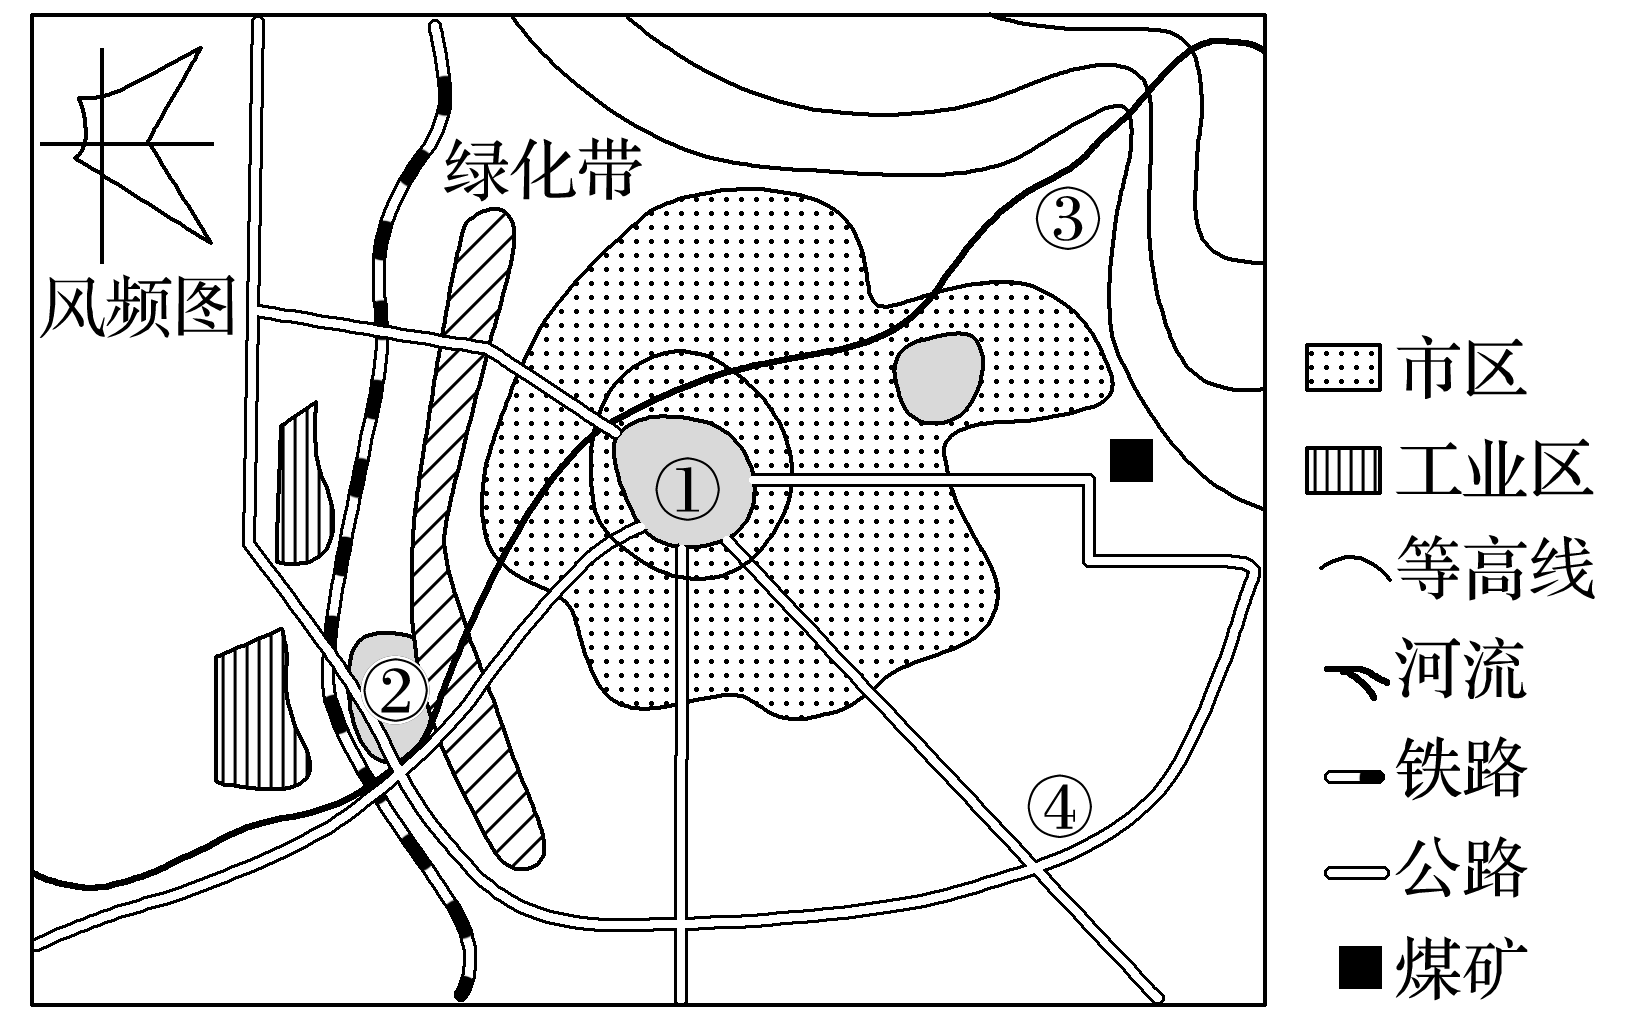 绿化带
③
风频图
①
②
④
市区
工业区
等高线
河流
铁路
公路
煤矿